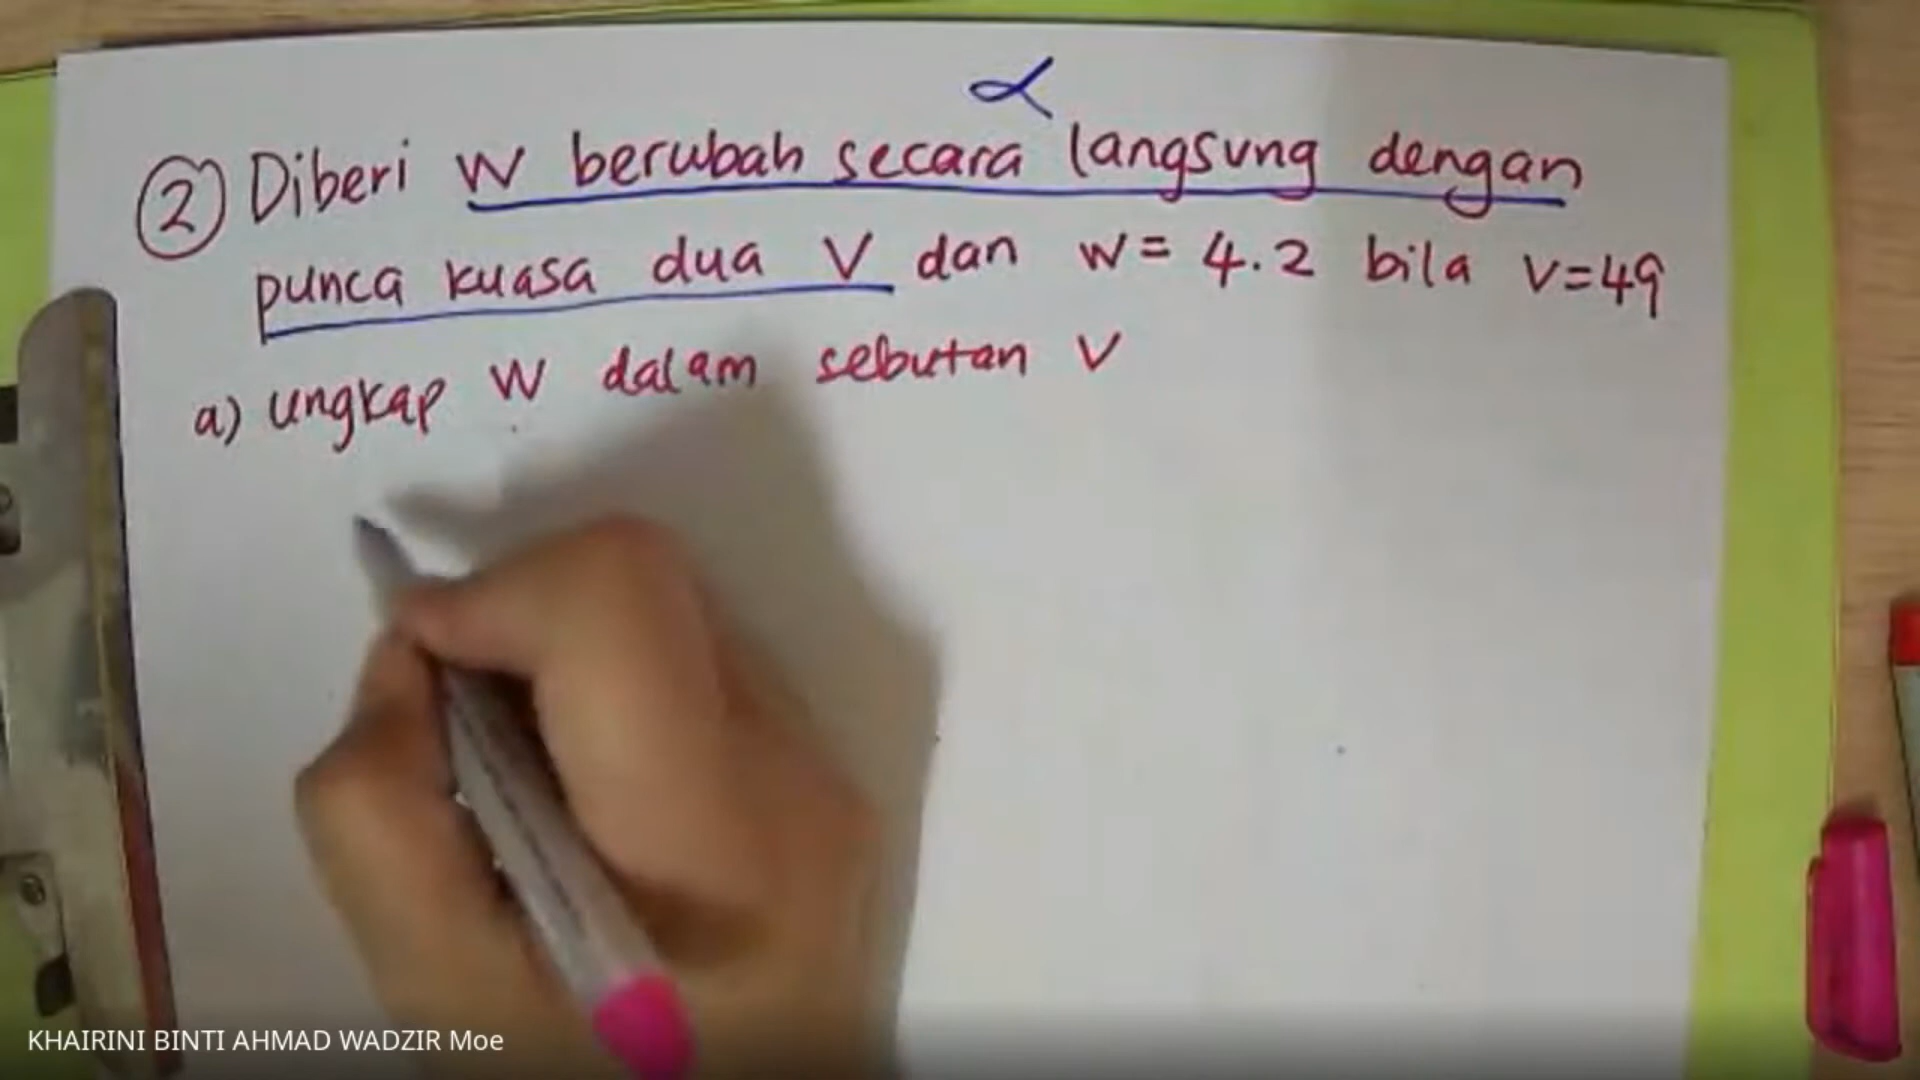 ∝
② Diberi W berubah secara langsung dengan
punca kuasa dua V dan W = 4.2 bila V=49
a) Ungkap W dalam sebutan V
KHAIRINI BINTI AHMAD WADZIR Moe